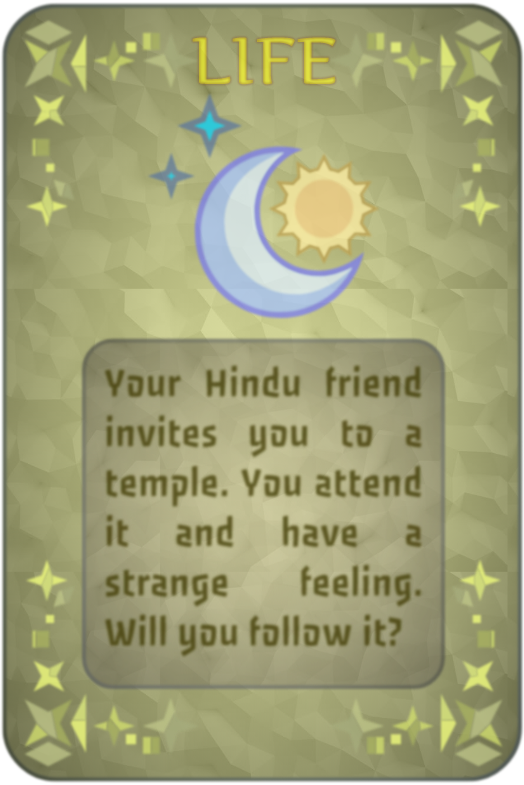 LIFE
Your Hindu friend
invites you to a
temple. You attend
it and have a
strange feeling.
Will you follow it?